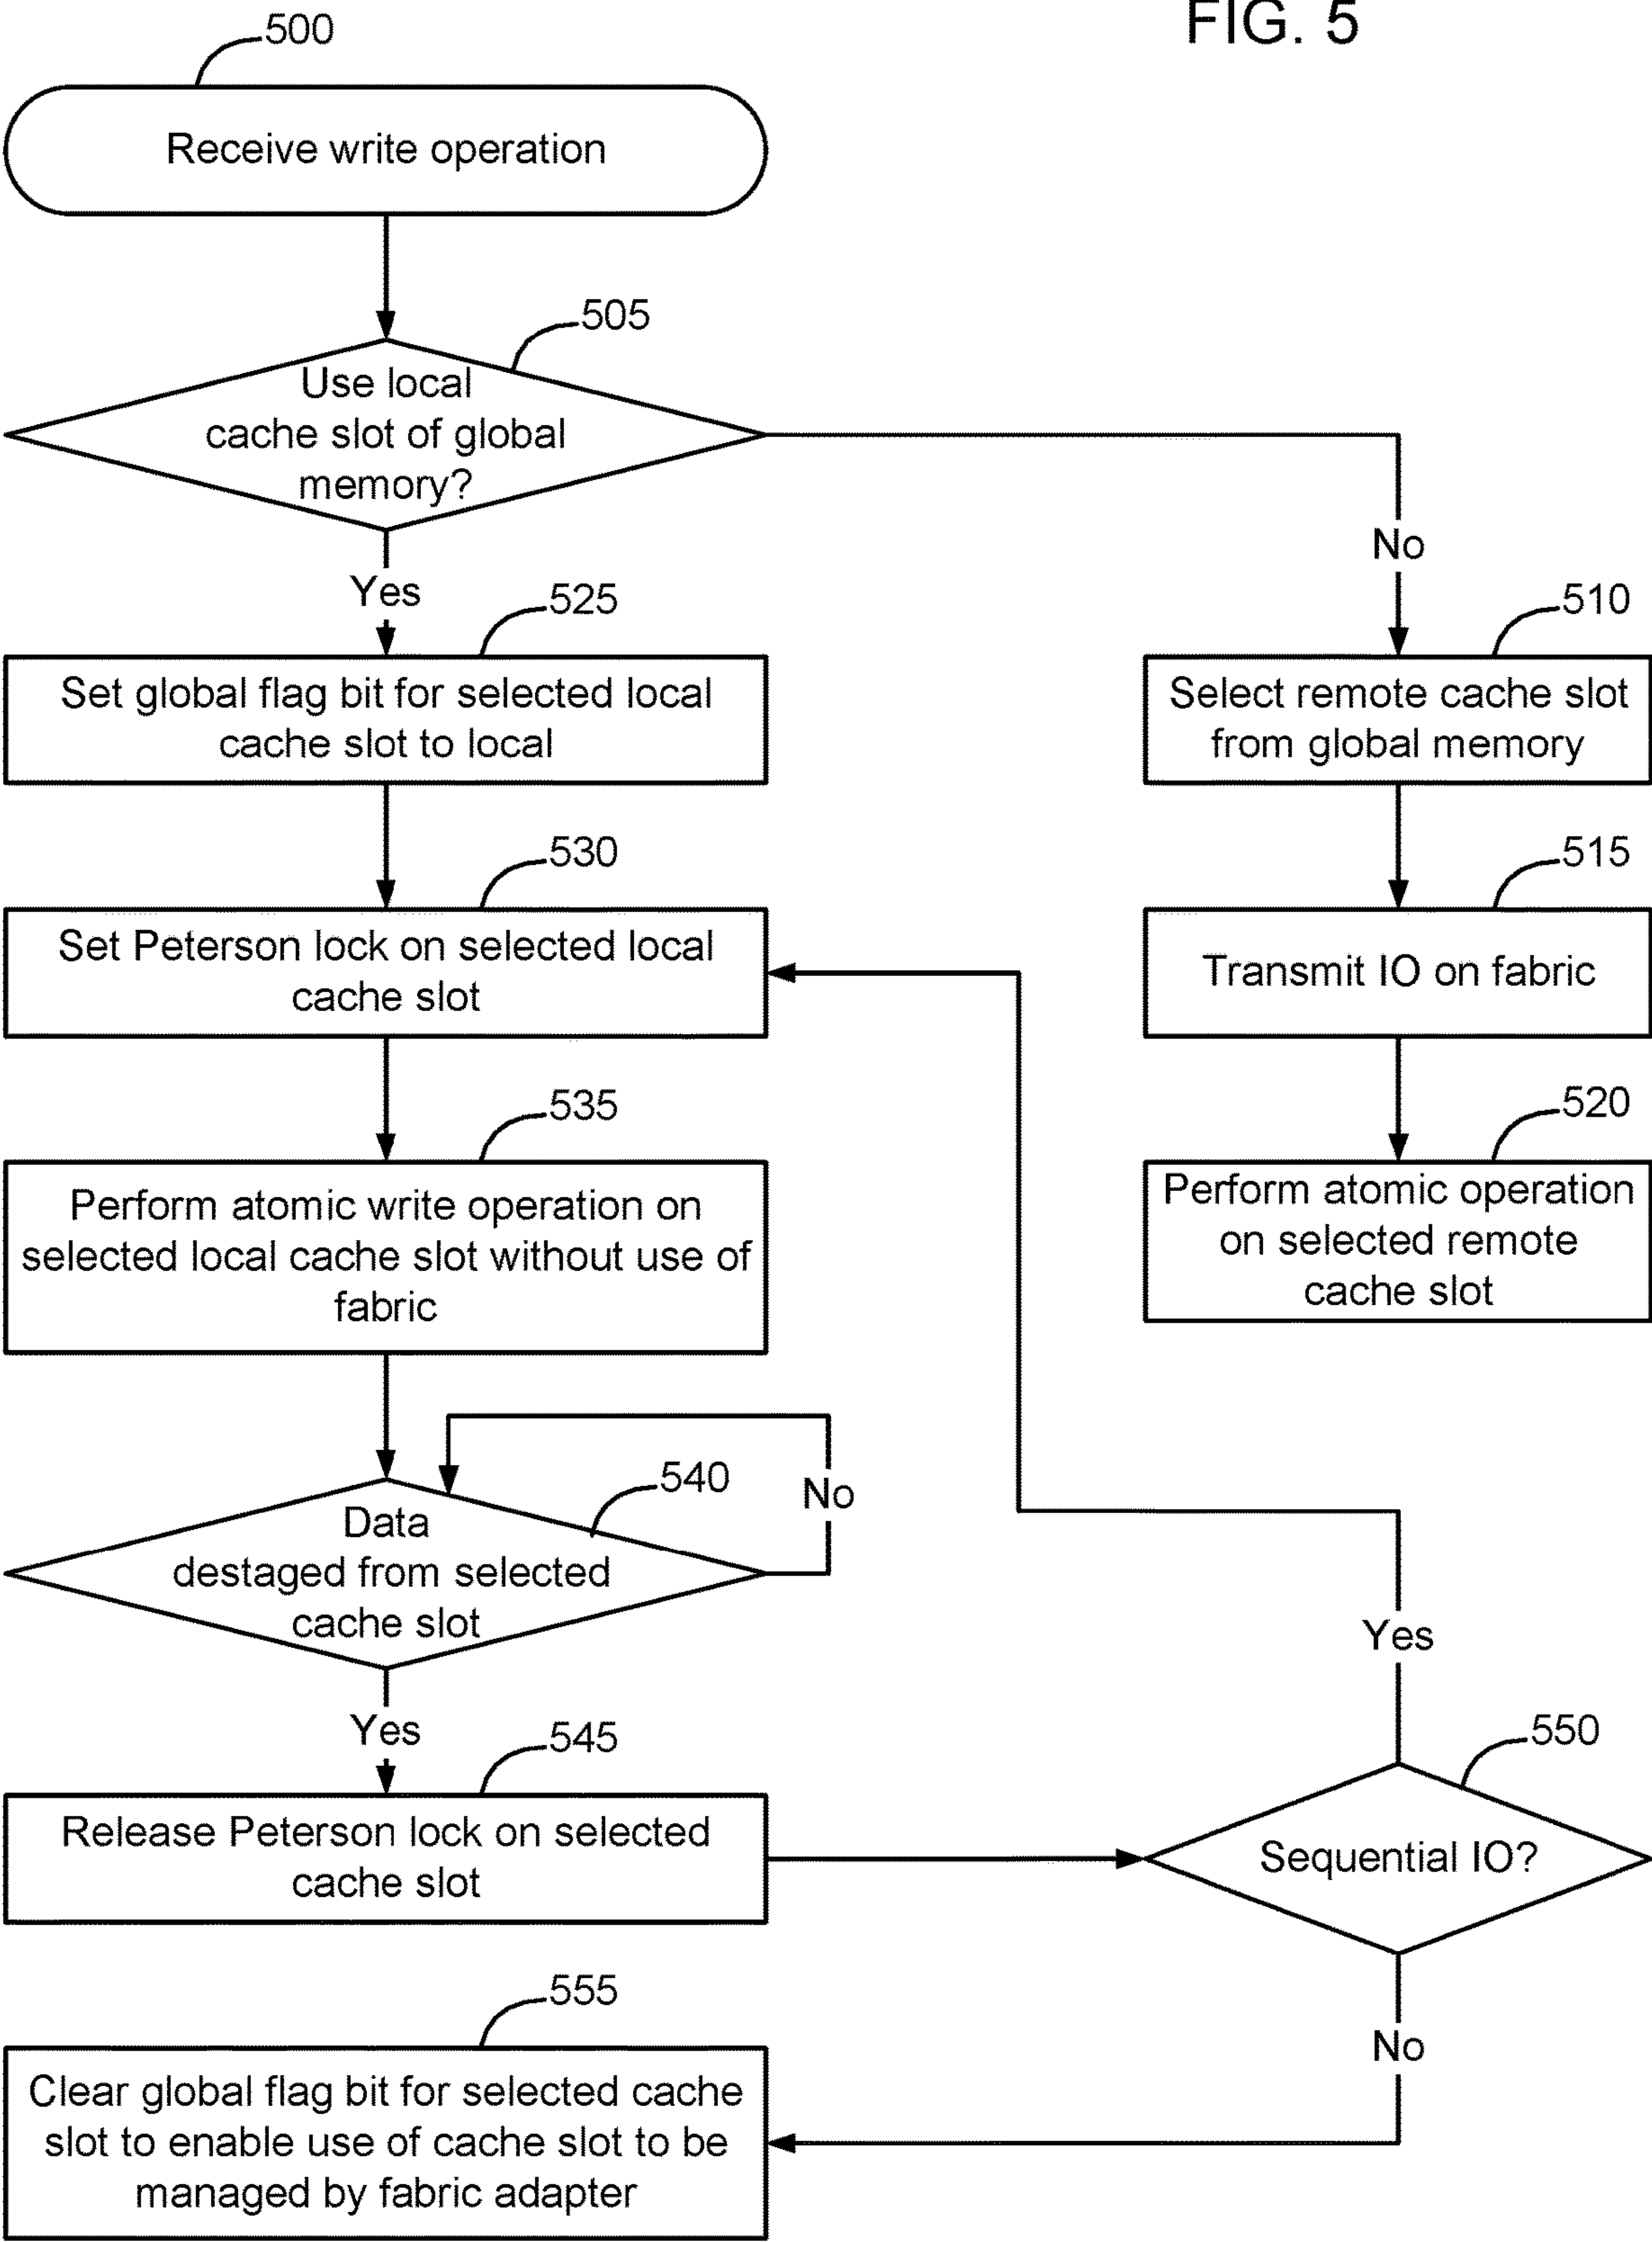 FIG. 5
500
Receive write operation
505
Use local
cache slot of global
memory?
No
Yes
525
Set global flag bit for selected local
cache slot to local
510
Select remote cache slot
from global memory
530
Set Peterson lock on selected local
cache slot
515
Transmit IO on fabric
535
Perform atomic write operation on
selected local cache slot without use of
fabric
520
Perform atomic operation
on selected remote
cache slot
540
Data
destaged from selected
cache slot
No
Yes
545
Release Peterson lock on selected
cache slot
550
Sequential IO?
Yes
No
555
Clear global flag bit for selected cache
slot to enable use of cache slot to be
managed by fabric adapter